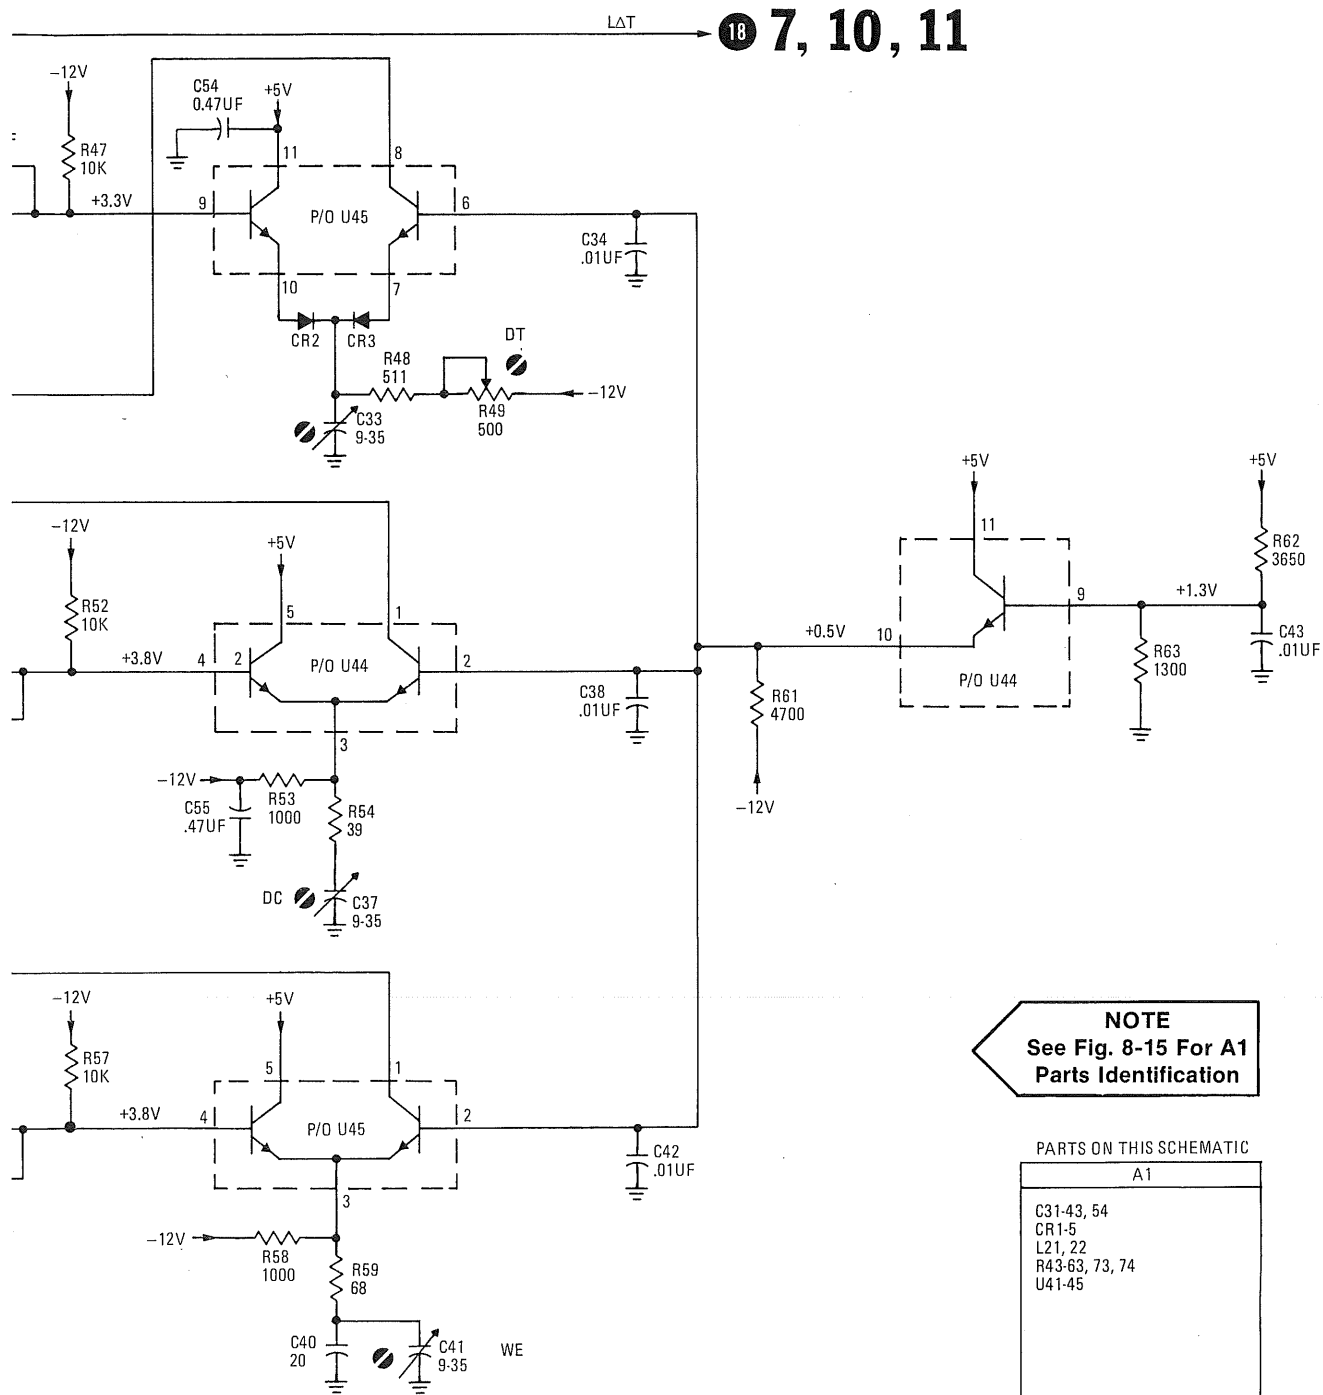 LΔT
18 7, 10, 11
-12V
C54
0.47UF
+5V
R47
10K
11
8
+3.3V
9
P/O U45
6
C34
.01UF
10
7
CR2
CR3
DT
R48
511
-12V
R49
500
C33
9-35
-12V
+5V
+5V
+5V
11
R62
3650
R52
10K
5
1
9
+1.3V
+3.8V
4
2
P/O U44
2
+0.5V
10
C43
.01UF
R63
1300
P/O U44
C38
.01UF
R61
4700
3
-12V
R53
1000
C55
.47UF
R54
39
-12V
DC
C37
9-35
-12V
+5V
R57
10K
5
1
+3.8V
4
P/O U45
2
C42
.01UF
3
-12V
R58
1000
R59
68
C40
20
C41
9-35
WE
NOTE
See Fig. 8-15 For A1
Parts Identification
PARTS ON THIS SCHEMATIC
A1
C31-43, 54
CR1-5
L21, 22
R43-63, 73, 74
U41-45